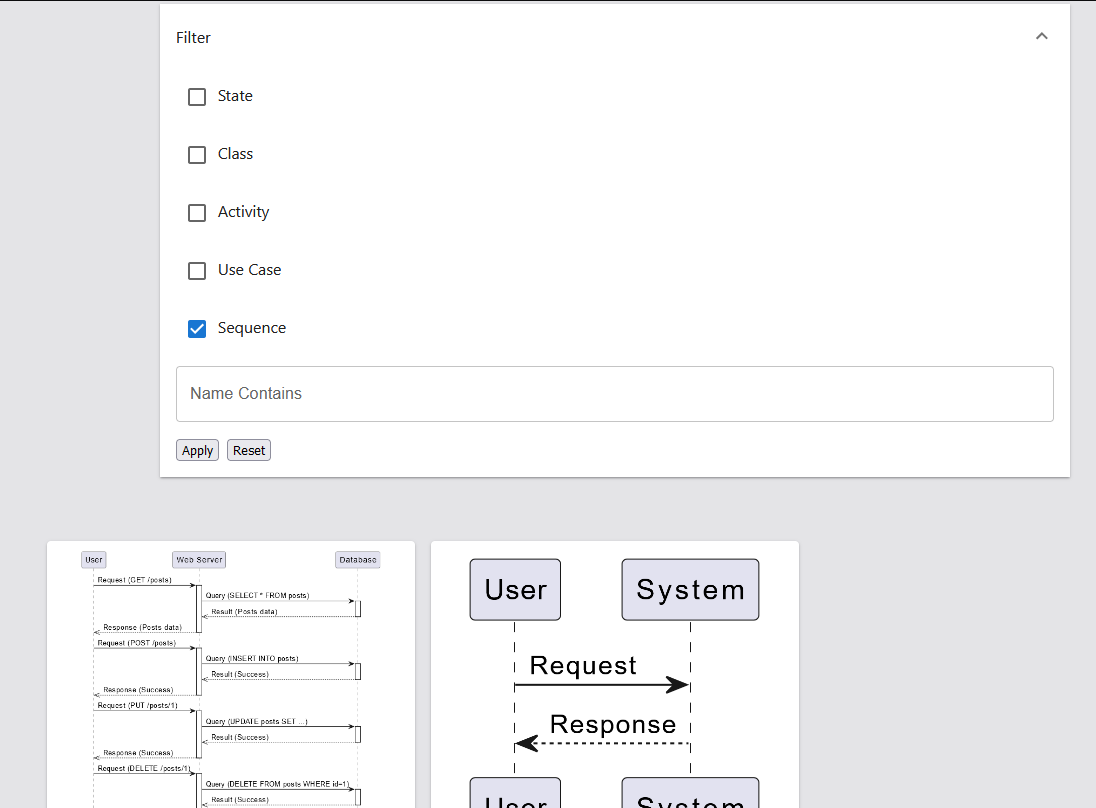 Filter
State
Class
Activity
Use Case
Sequence
Name Contains
Apply Reset
User Web Server Database
Request (GET /posts)
Query (SELECT * FROM posts)
Result (Posts data)
Response (Posts data)
Request (POST /posts)
Query (INSERT INTO posts)
Result (Success)
Response (Success)
Request (PUT /posts/1)
Query (UPDATE posts SET ...)
Result (Success)
Response (Success)
Request (DELETE /posts/1)
Query (DELETE FROM posts WHERE id=1)
Result (Success)
User System
Request
Response
User System